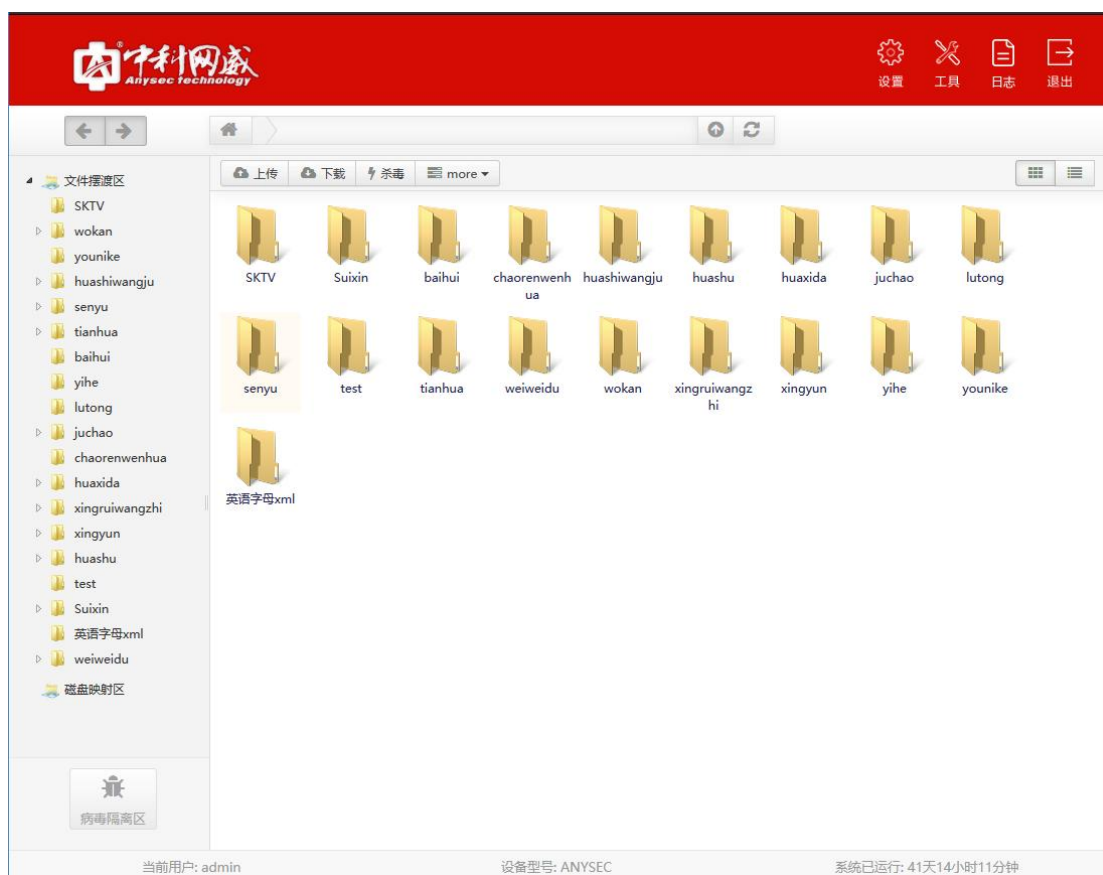 中科网威
Anysec technology
设置 工具 日志 退出
文件摆渡区
SKTV
wokan
younike
huashiwangju
senyu
tianhua
baihui
yihe
lutong
juchao
chaorenwenhua
huaxida
xingruiwangzhi
xingyun
huashu
test
Suixin
英语字母xml
weiweidu
磁盘映射区
病毒隔离区
上传 下载 杀毒 more
SKTV Suixin baihui chaorenwenh huashiwangju huashu huaxida juchao lutong
ua
senyu test tianhua weiweidu wokan xingruiwangz xingyun yihe younike
hi
英语字母xml
当前用户: admin 设备型号: ANYSEC 系统已运行: 41天14小时11分钟